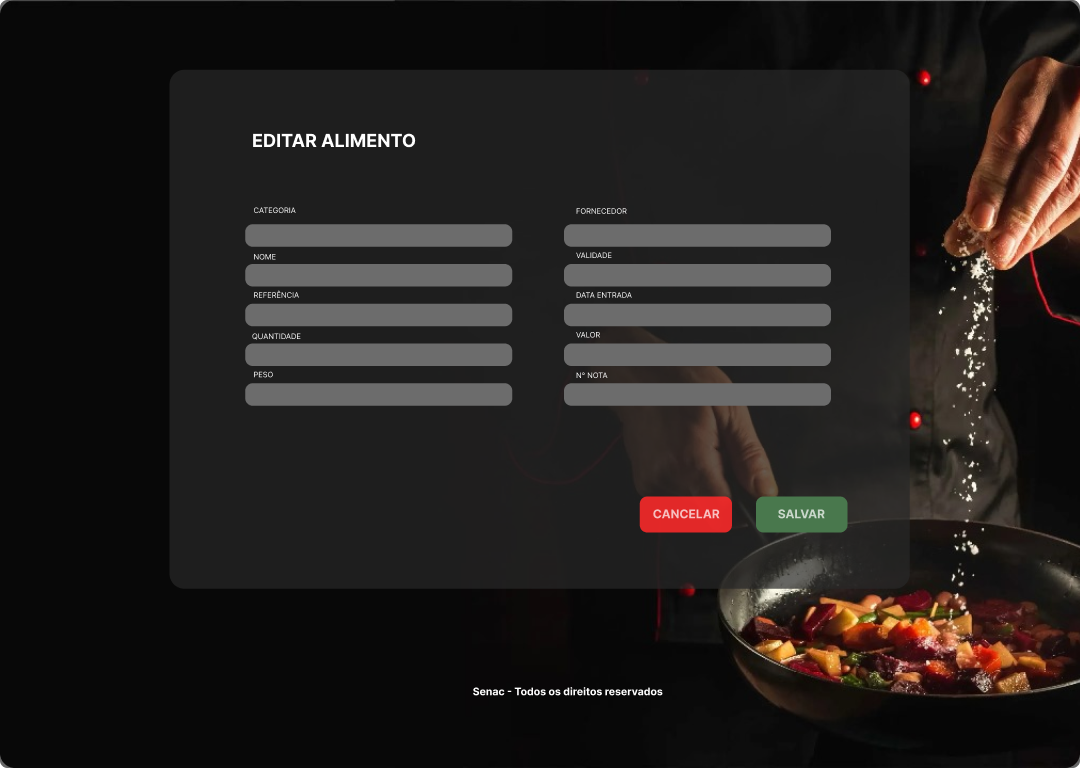 EDITAR ALIMENTO
CATEGORIA
FORNECEDOR
NOME
VALIDADE
REFERÊNCIA
DATA ENTRADA
QUANTIDADE
VALOR
PESO
Nº NOTA
CANCELAR
SALVAR
Senac - Todos os direitos reservados